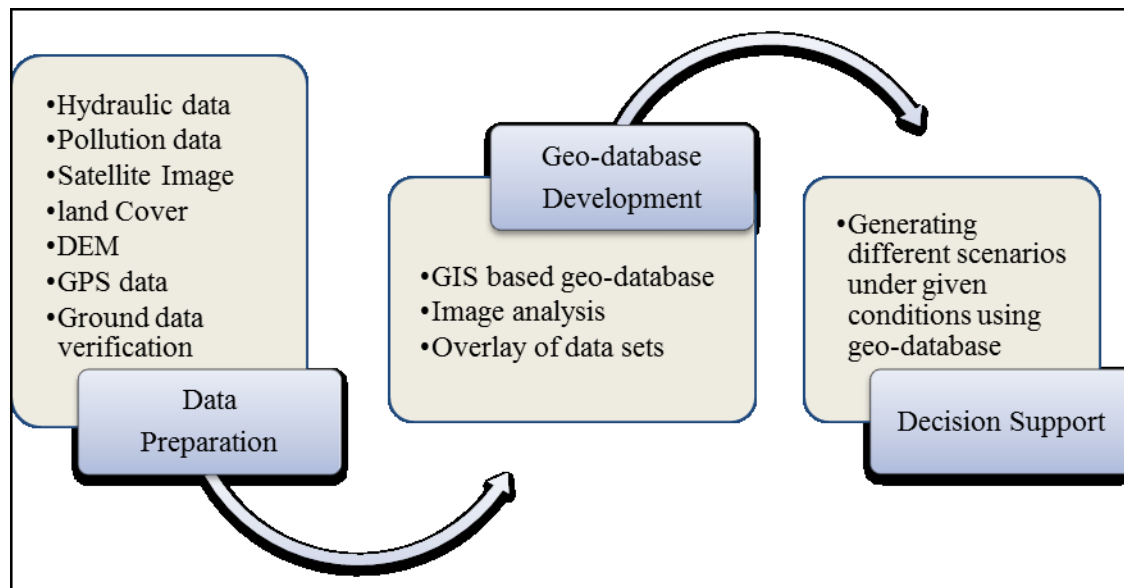 •Hydraulic data
•Pollution data
•Satellite Image
•land Cover
•DEM
•GPS data
•Ground data
verification
Data
Preparation
Geo-database
Development
•GIS based geo-database
•Image analysis
•Overlay of data sets
•Generating
different scenarios
under given
conditions using
geo-database
Decision Support